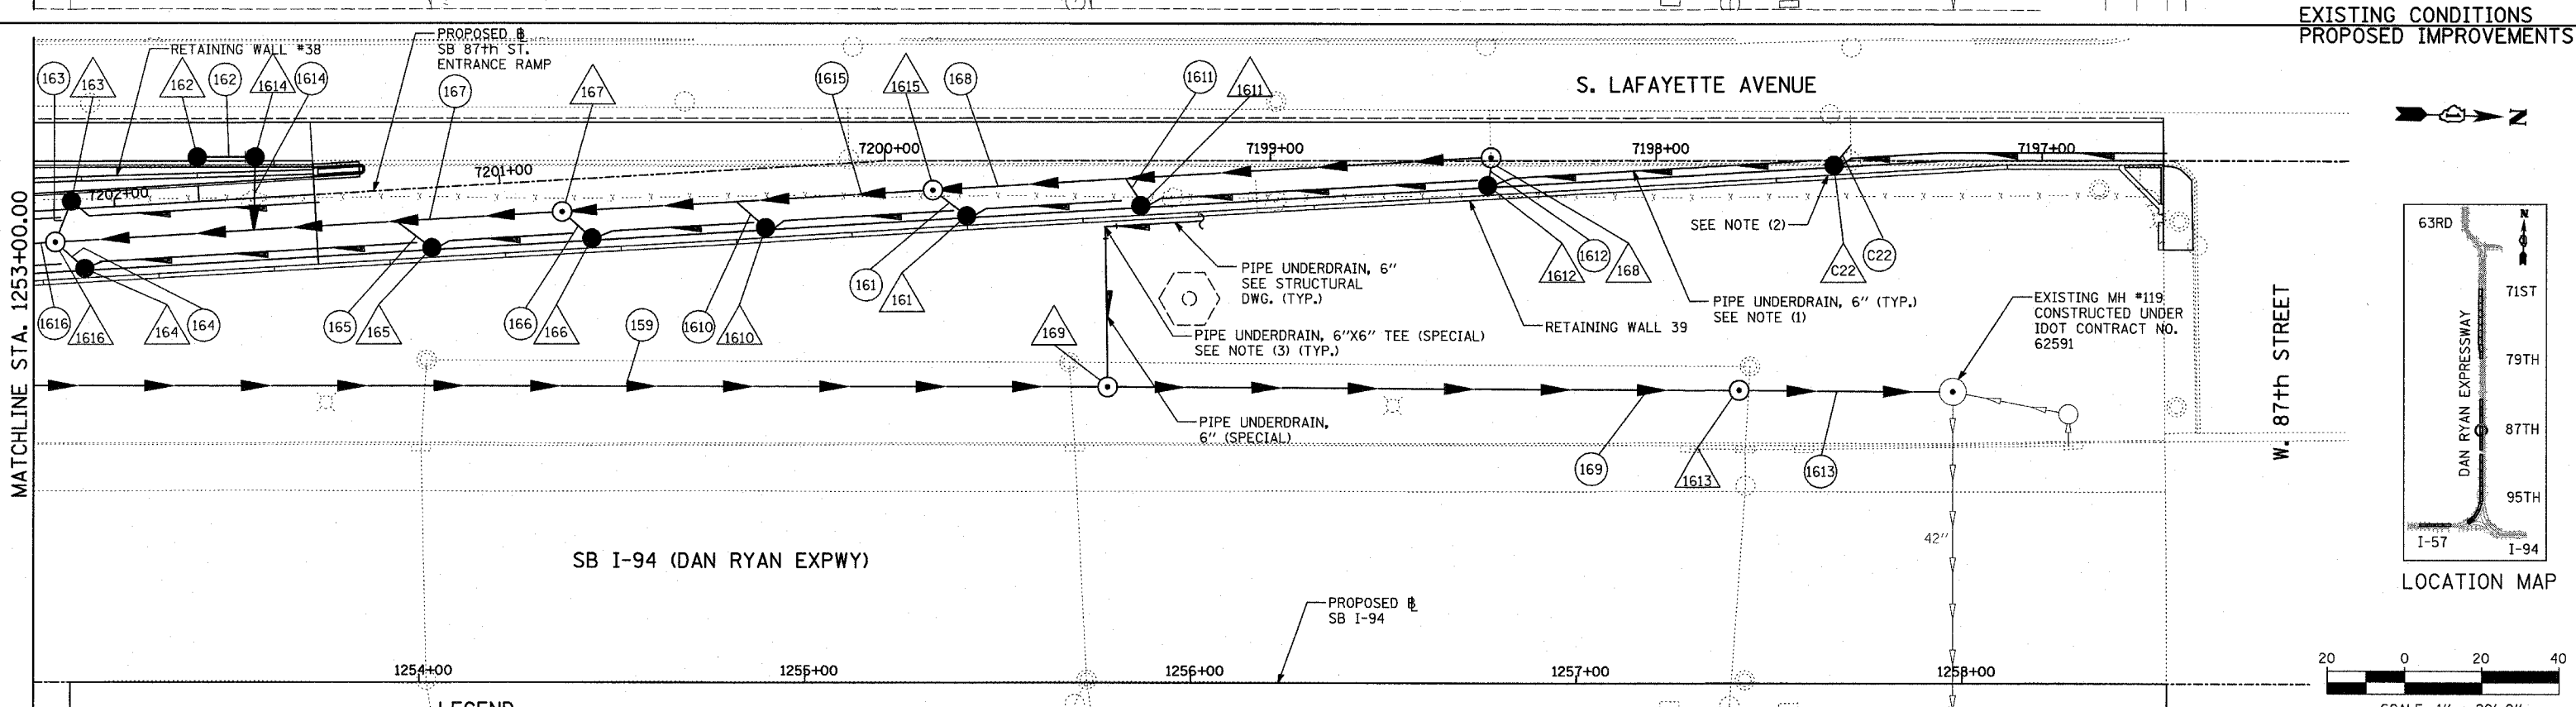 EXISTING CONDITIONS
PROPOSED IMPROVEMENTS
RETAINING WALL #38
PROPOSED ℄
SB 87th ST.
ENTRANCE RAMP
S. LAFAYETTE AVENUE
163
163
162
162
1614
1614
167
167
1615
1615
168
1611
1611
N
7202+00
7201+00
7200+00
7199+00
7198+00
7197+00
MATCHLINE STA. 1253+00.00
SEE NOTE (2)
161
161
1612
1612
168
C22
C22
PIPE UNDERDRAIN, 6"
SEE STRUCTURAL
DWG. (TYP.)
PIPE UNDERDRAIN, 6" (TYP.)
SEE NOTE (1)
EXISTING MH #119
CONSTRUCTED UNDER
IDOT CONTRACT NO.
62591
1616
1616
164
164
165
165
166
166
159
1610
1610
169
PIPE UNDERDRAIN, 6"X6" TEE (SPECIAL)
SEE NOTE (3) (TYP.)
RETAINING WALL 39
PIPE UNDERDRAIN,
6" (SPECIAL)
169
1613
1613
W. 87th STREET
42"
SB I-94 (DAN RYAN EXPWY)
PROPOSED ℄
SB I-94
1254+00
1255+00
1256+00
1257+00
1258+00
63RD
N
71ST
79TH
87TH
95TH
DAN RYAN EXPRESSWAY
I-57
I-94
LOCATION MAP
20
0
20
40
LEGEND